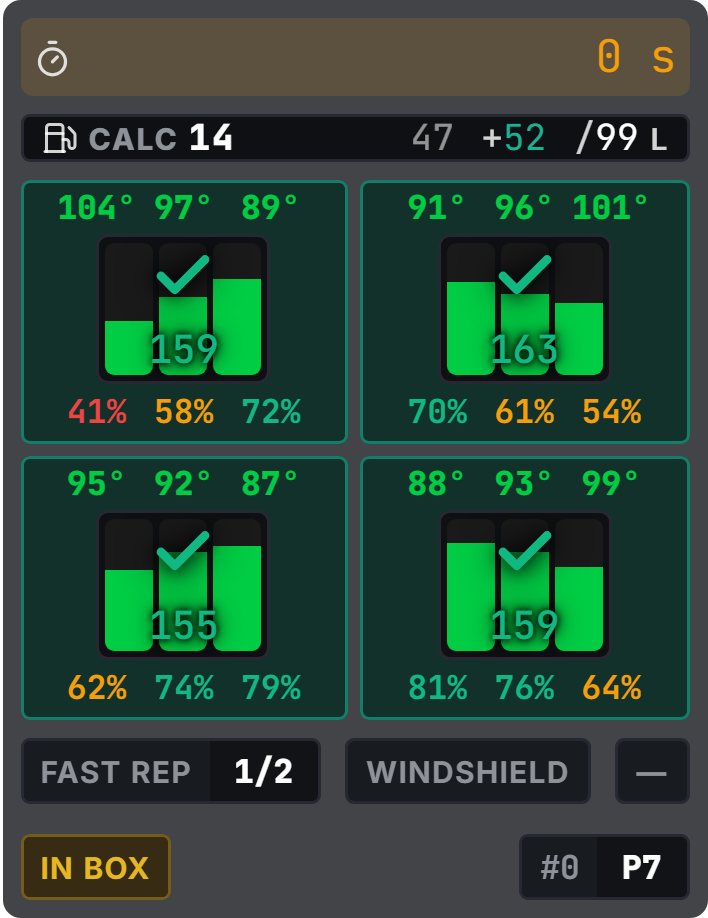 0 s
CALC 14 47 +52 /99 L
104° 97° 89° 91° 96° 101°
159 163
41% 58% 72% 70% 61% 54%
95° 92° 87° 88° 93° 99°
155 159
62% 74% 79% 81% 76% 64%
FAST REP 1/2 WINDSHIELD —
IN BOX #0 P7